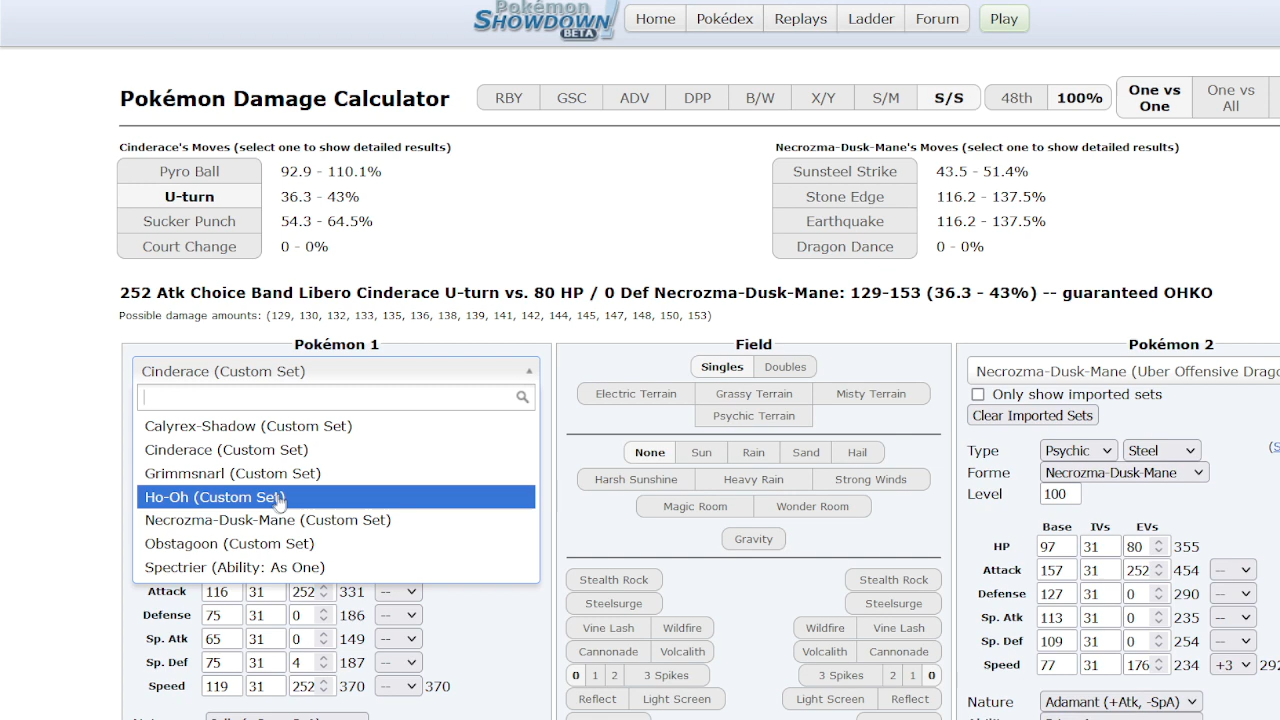 Pokémon
SHOWDOWN
BETA
Home Pokédex Replays Ladder Forum Play
Pokémon Damage Calculator RBY GSC ADV DPP B/W X/Y S/M S/S 48th 100% One vs One One vs All
Cinderace's Moves (select one to show detailed results)
Pyro Ball 92.9 - 110.1%
U-turn 36.3 - 43%
Sucker Punch 54.3 - 64.5%
Court Change 0 - 0%
Necrozma-Dusk-Mane's Moves (select one to show detailed results)
Sunsteel Strike 43.5 - 51.4%
Stone Edge 116.2 - 137.5%
Earthquake 116.2 - 137.5%
Dragon Dance 0 - 0%
252 Atk Choice Band Libero Cinderace U-turn vs. 80 HP / 0 Def Necrozma-Dusk-Mane: 129-153 (36.3 - 43%) -- guaranteed OHKO
Possible damage amounts: (129, 130, 132, 133, 135, 136, 138, 139, 141, 142, 144, 145, 147, 148, 150, 153)
Pokémon 1
Cinderace (Custom Set)
Calyrex-Shadow (Custom Set)
Cinderace (Custom Set)
Grimmsnarl (Custom Set)
Ho-Oh (Custom Set)
Necrozma-Dusk-Mane (Custom Set)
Obstagoon (Custom Set)
Spectrier (Ability: As One)
Attack 116 31 252 331 --
Defense 75 31 0 186 --
Sp. Atk 65 31 0 149 --
Sp. Def 75 31 4 187 --
Speed 119 31 252 370 -- 370
Field
Singles Doubles
Electric Terrain Grassy Terrain Misty Terrain
Psychic Terrain
None Sun Rain Sand Hail
Harsh Sunshine Heavy Rain Strong Winds
Magic Room Wonder Room
Gravity
Stealth Rock Stealth Rock
Steelsurge Steelsurge
Vine Lash Wildfire Wildfire Vine Lash
Cannonade Volcalith Volcalith Cannonade
0 1 2 3 Spikes 3 Spikes 2 1 0
Reflect Light Screen Light Screen Reflect
Pokémon 2
Necrozma-Dusk-Mane (Uber Offensive Drago
Only show imported sets
Clear Imported Sets
Type Psychic Steel
Forme Necrozma-Dusk-Mane
Level 100
Base IVs EVs
HP 97 31 80 355
Attack 157 31 252 454 --
Defense 127 31 0 290 --
Sp. Atk 113 31 0 235 --
Sp. Def 109 31 0 254 --
Speed 77 31 176 234 +3 292
Nature Adamant (+Atk, -SpA)